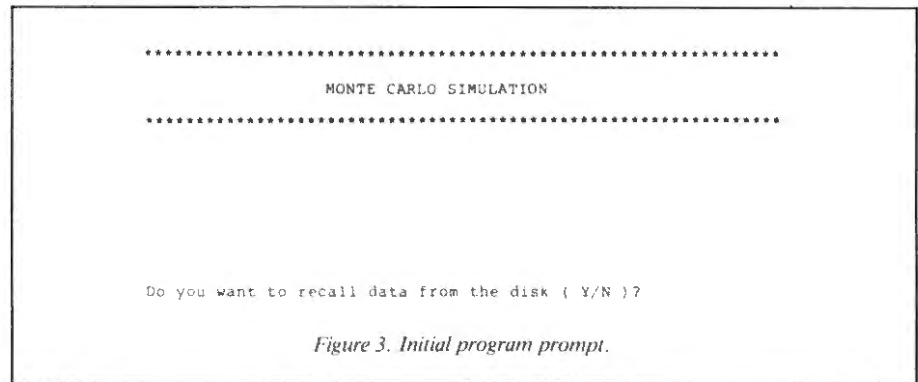 ***************************************************************
MONTE CARLO SIMULATION
***************************************************************
Do you want to recall data from the disk ( Y/N )?
Figure 3. Initial program prompt.